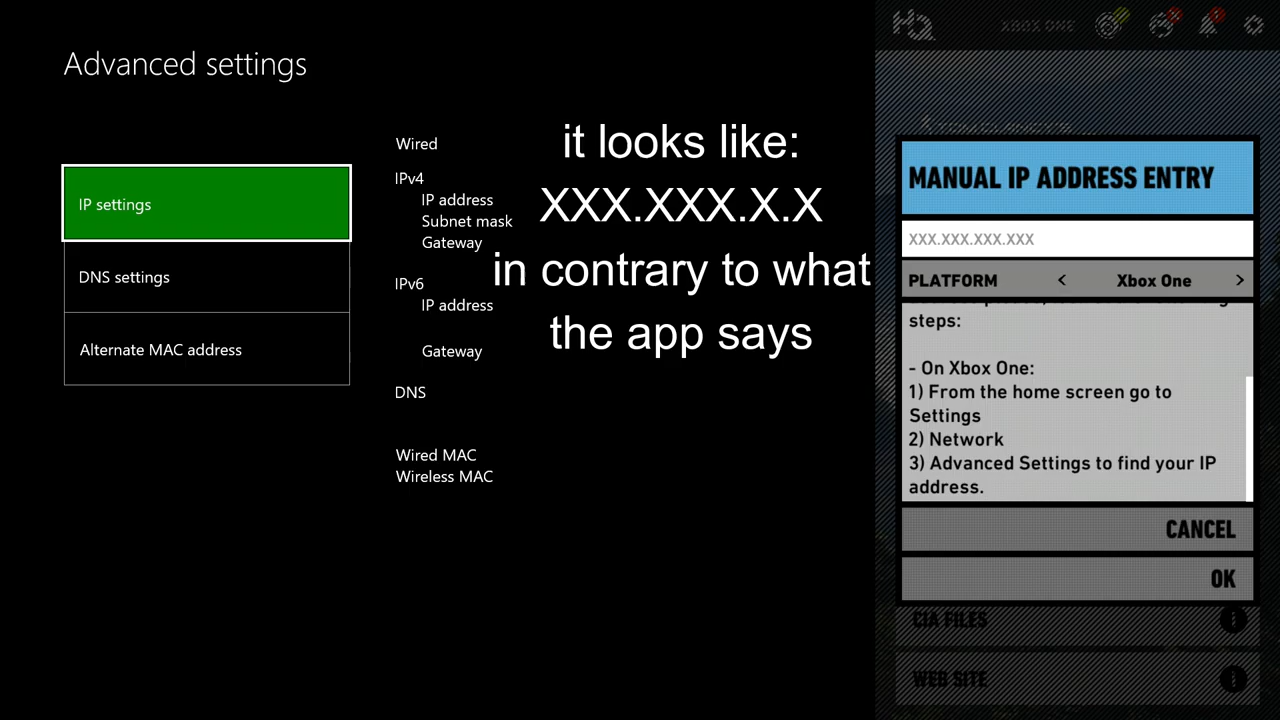 Advanced settings
IP settings
DNS settings
Alternate MAC address
Wired
IPv4
IP address
Subnet mask
Gateway
IPv6
IP address
Gateway
DNS
Wired MAC
Wireless MAC
it looks like:
XXX.XXX.X.X
in contrary to what
the app says
HQ
XBOX ONE
MANUAL IP ADDRESS ENTRY
XXX.XXX.XXX.XXX
PLATFORM < Xbox One >
steps:
- On Xbox One:
1) From the home screen go to
Settings
2) Network
3) Advanced Settings to find your IP
address.
CANCEL
OK
CIA FILES
WEB SITE